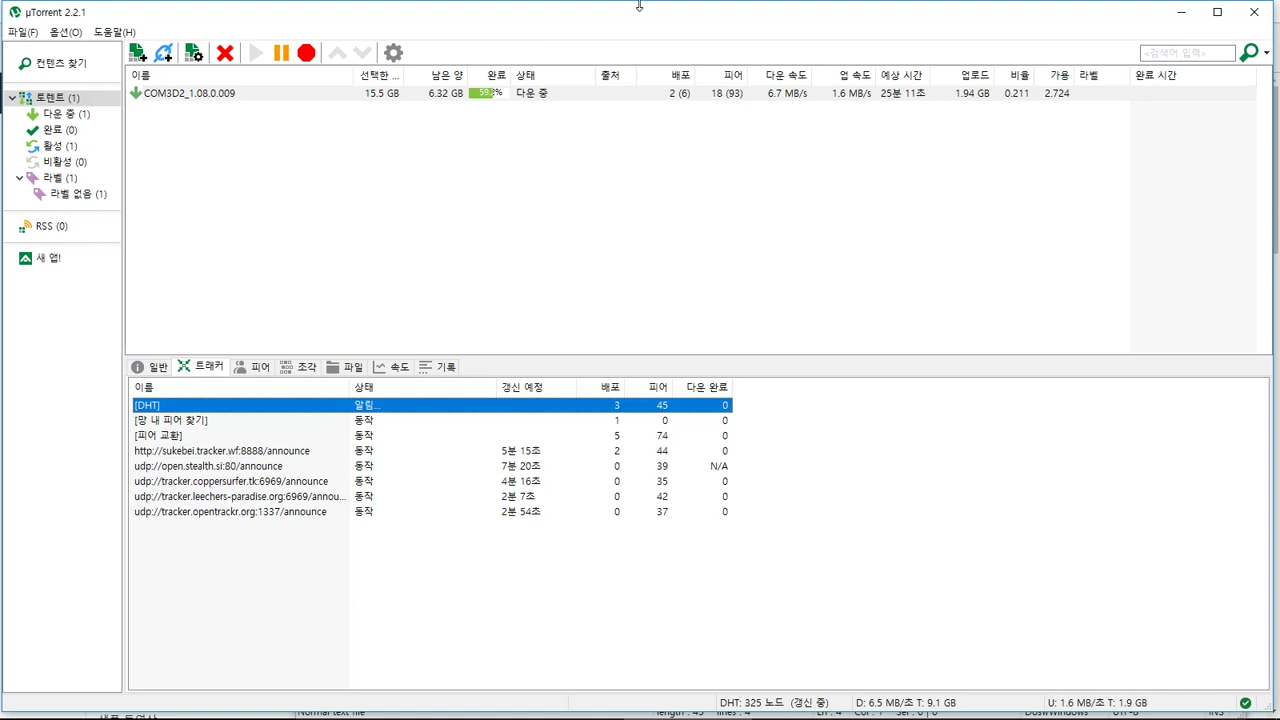 µTorrent 2.2.1
파일(F) 옵션(O) 도움말(H)
컨텐츠 찾기
<검색어 입력>
이름 선택한 ... 남은 양 완료 상태 출처 배포 피어 다운 속도 업 속도 예상 시간 업로드 비율 가용 라벨 완료 시간
COM3D2_1.08.0.009 15.5 GB 6.32 GB 다운 중 2 (6) 18 (93) 6.7 MB/s 1.6 MB/s 25분 11초 1.94 GB 0.211 2.724
토렌트 (1)
다운 중 (1)
완료 (0)
활성 (1)
비활성 (0)
라벨 (1)
라벨 없음 (1)
RSS (0)
새 앱!
일반 트래커 피어 조각 파일 속도 기록
이름 상태 갱신 예정 배포 피어 다운 완료
[DHT] 알림... 3 45 0
[망 내 피어 찾기] 동작 1 0 0
[피어 교환] 동작 5 74 0
http://sukebei.tracker.wf:8888/announce 동작 5분 15초 2 44 0
udp://open.stealth.si:80/announce 동작 7분 20초 0 39 N/A
udp://tracker.coppersurfer.tk:6969/announce 동작 4분 16초 0 35 0
udp://tracker.leechers-paradise.org:6969/annou... 동작 2분 7초 0 42 0
udp://tracker.opentrackr.org:1337/announce 동작 2분 54초 0 37 0
DHT: 325 노드 (갱신 중) D: 6.5 MB/초 T: 9.1 GB U: 1.6 MB/초 T: 1.9 GB
Normal text file